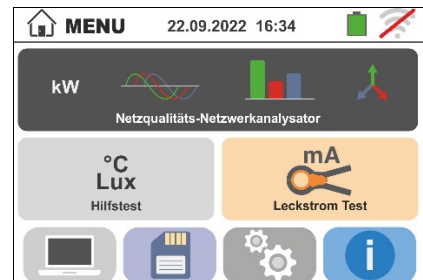 MENU 22.09.2022 16:34
kW
Netzqualitäts-Netzwerkanalysator
°C
Lux
Hilfstest
mA
Leckstrom Test
i